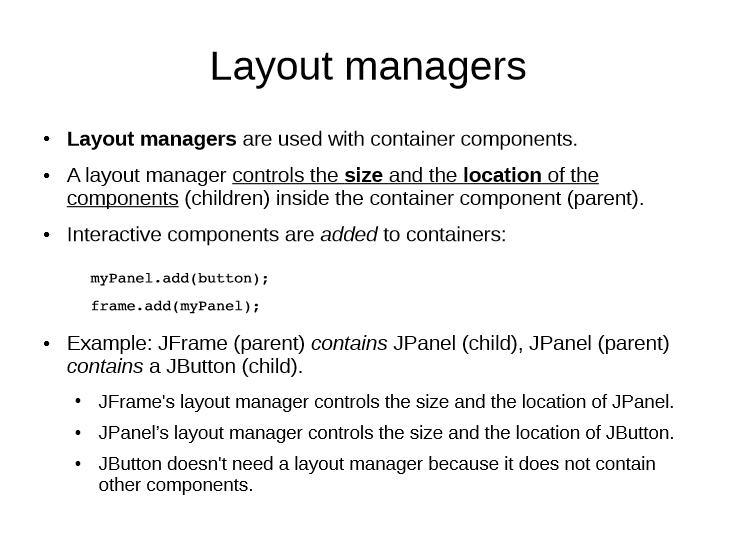 Layout managers
• Layout managers are used with container components.
• A layout manager controls the size and the location of the
components (children) inside the container component (parent).
• Interactive components are added to containers:
myPanel.add(button);
frame.add(myPanel);
• Example: JFrame (parent) contains JPanel (child), JPanel (parent)
contains a JButton (child).
• JFrame's layout manager controls the size and the location of JPanel.
• JPanel’s layout manager controls the size and the location of JButton.
• JButton doesn't need a layout manager because it does not contain
other components.